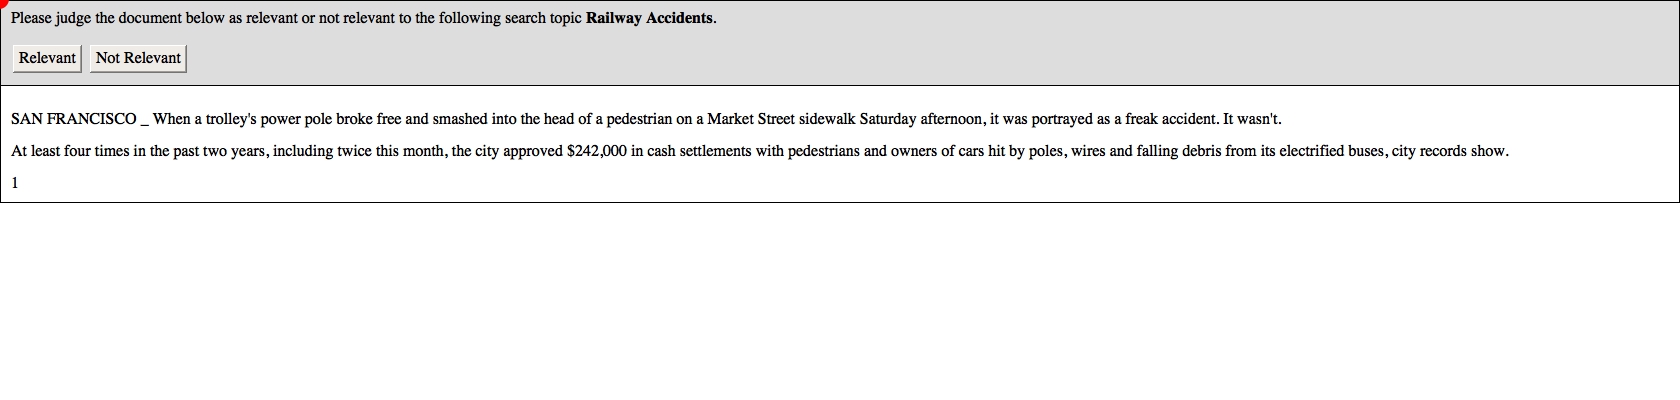 Please judge the document below as relevant or not relevant to the following search topic Railway Accidents.
Relevant Not Relevant
SAN FRANCISCO _ When a trolley's power pole broke free and smashed into the head of a pedestrian on a Market Street sidewalk Saturday afternoon, it was portrayed as a freak accident. It wasn't.
At least four times in the past two years, including twice this month, the city approved $242,000 in cash settlements with pedestrians and owners of cars hit by poles, wires and falling debris from its electrified buses, city records show.
1